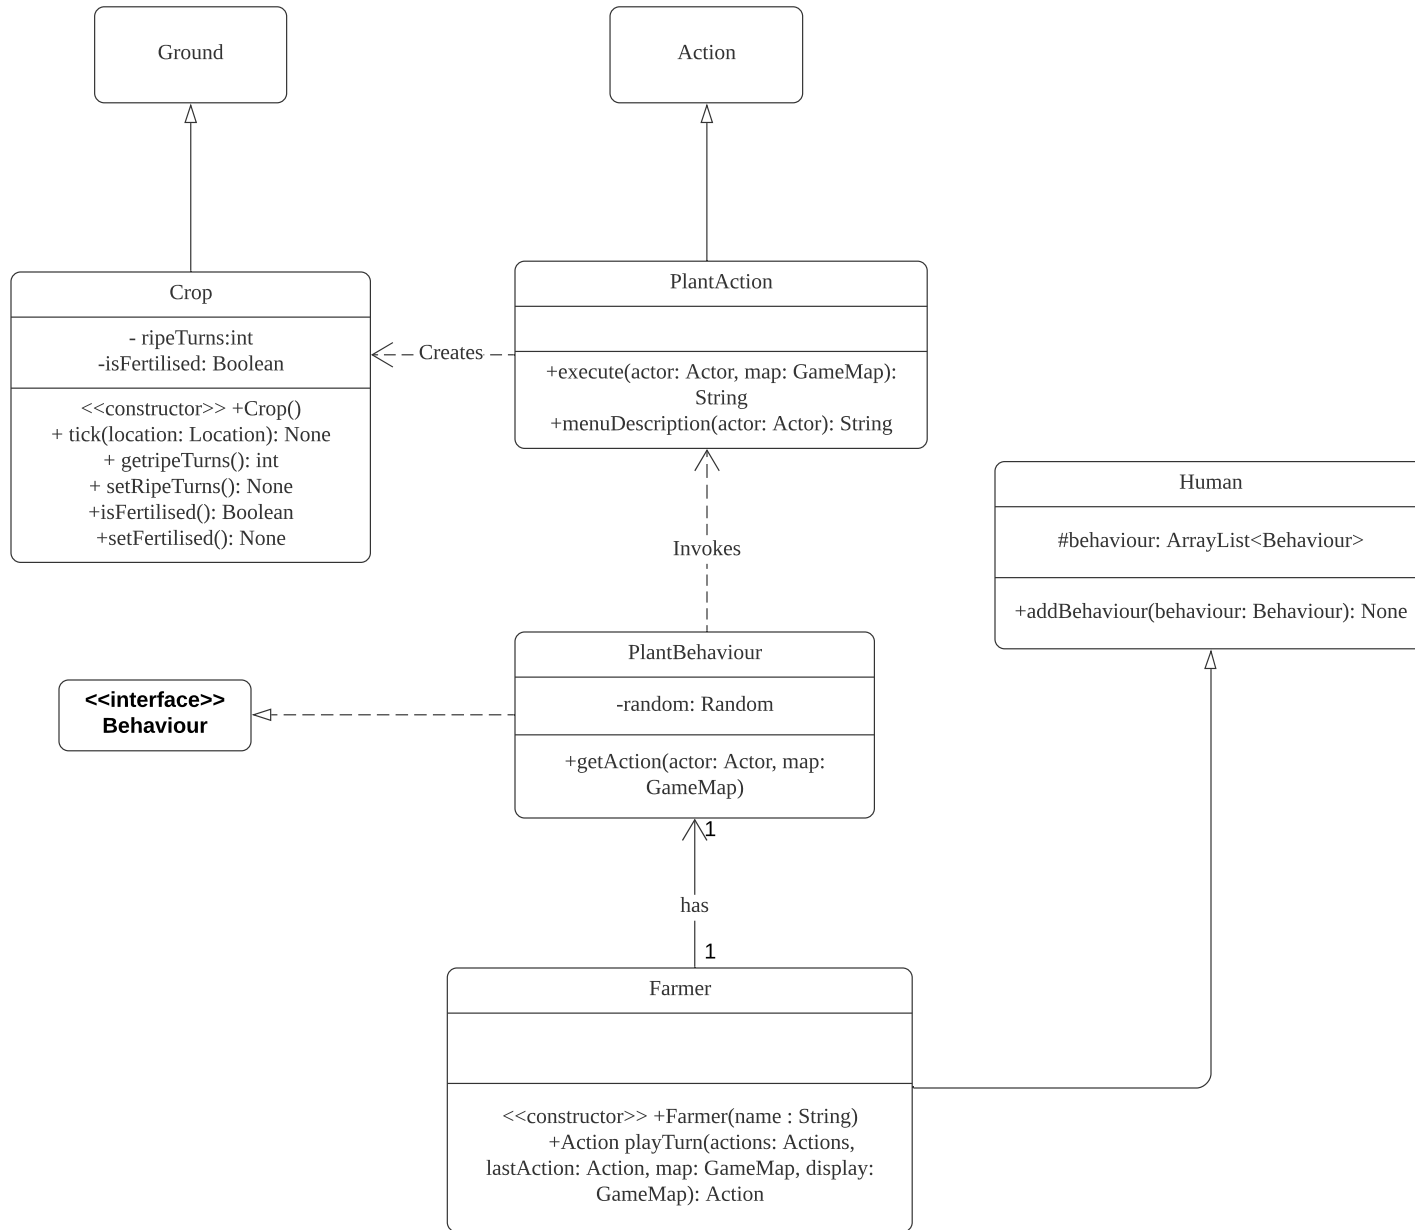 Ground
Action
Crop
- ripeTurns:int
-isFertilised: Boolean
<<constructor>> +Crop()
+ tick(location: Location): None
+ getripeTurns(): int
+ setRipeTurns(): None
+isFertilised(): Boolean
+setFertilised(): None
Creates
PlantAction
+execute(actor: Actor, map: GameMap):
String
+menuDescription(actor: Actor): String
Invokes
Human
#behaviour: ArrayList<Behaviour>
+addBehaviour(behaviour: Behaviour): None
<<interface>>
Behaviour
PlantBehaviour
-random: Random
+getAction(actor: Actor, map:
GameMap)
1
has
1
Farmer
<<constructor>> +Farmer(name : String)
+Action playTurn(actions: Actions,
lastAction: Action, map: GameMap, display:
GameMap): Action